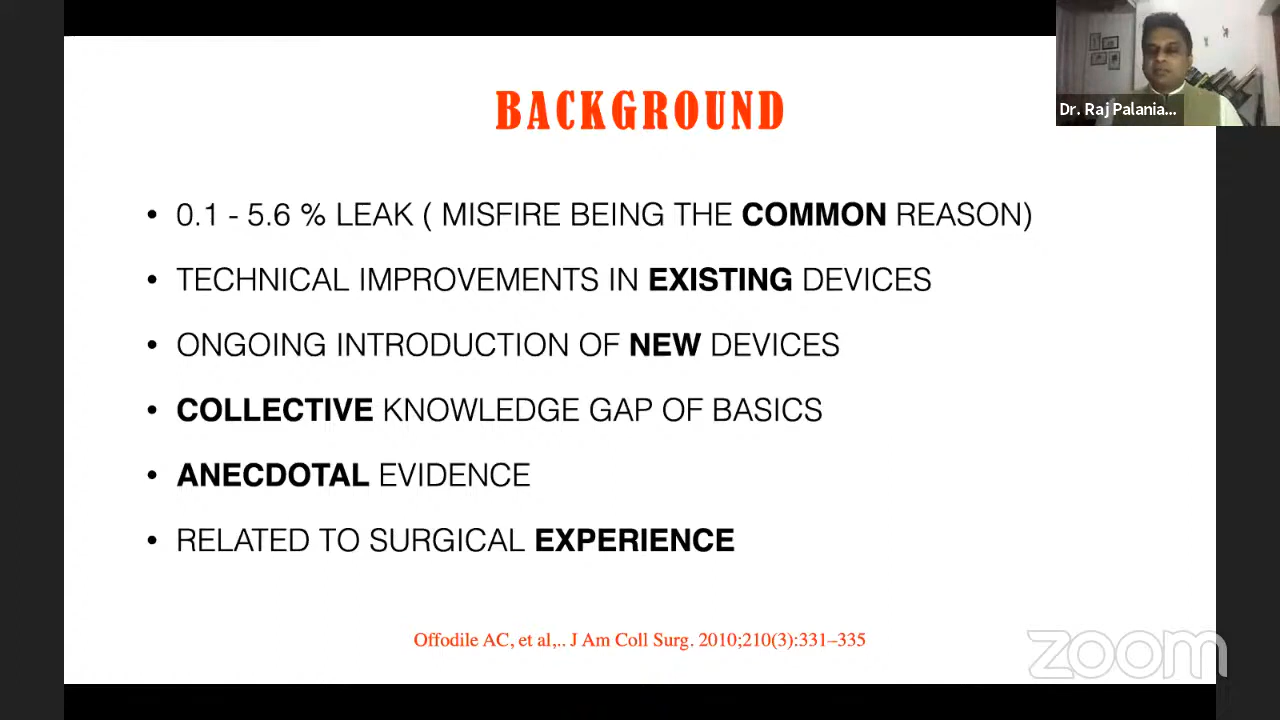 BACKGROUND
Dr. Raj Palania...
• 0.1 - 5.6 % LEAK ( MISFIRE BEING THE COMMON REASON)
• TECHNICAL IMPROVEMENTS IN EXISTING DEVICES
• ONGOING INTRODUCTION OF NEW DEVICES
• COLLECTIVE KNOWLEDGE GAP OF BASICS
• ANECDOTAL EVIDENCE
• RELATED TO SURGICAL EXPERIENCE
Offodile AC, et al,.. J Am Coll Surg. 2010;210(3):331–335
zoom